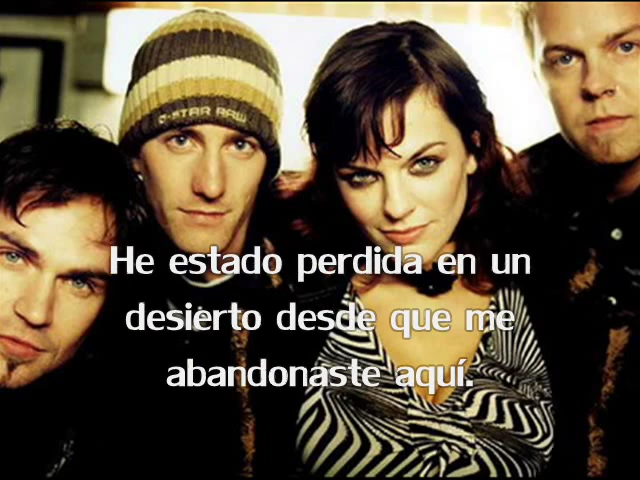 G-STAR RAW
He estado perdida en un
desierto desde que me
abandonaste aquí.